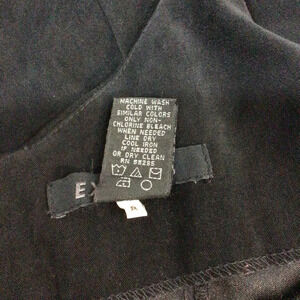 MACHINE WASH
COLD WITH
SIMILAR COLORS
ONLY NON-
CHLORINE BLEACH
WHEN NEEDED
LINE DRY
COOL IRON
IF NEEDED
OR DRY CLEAN
RN 55285
EX